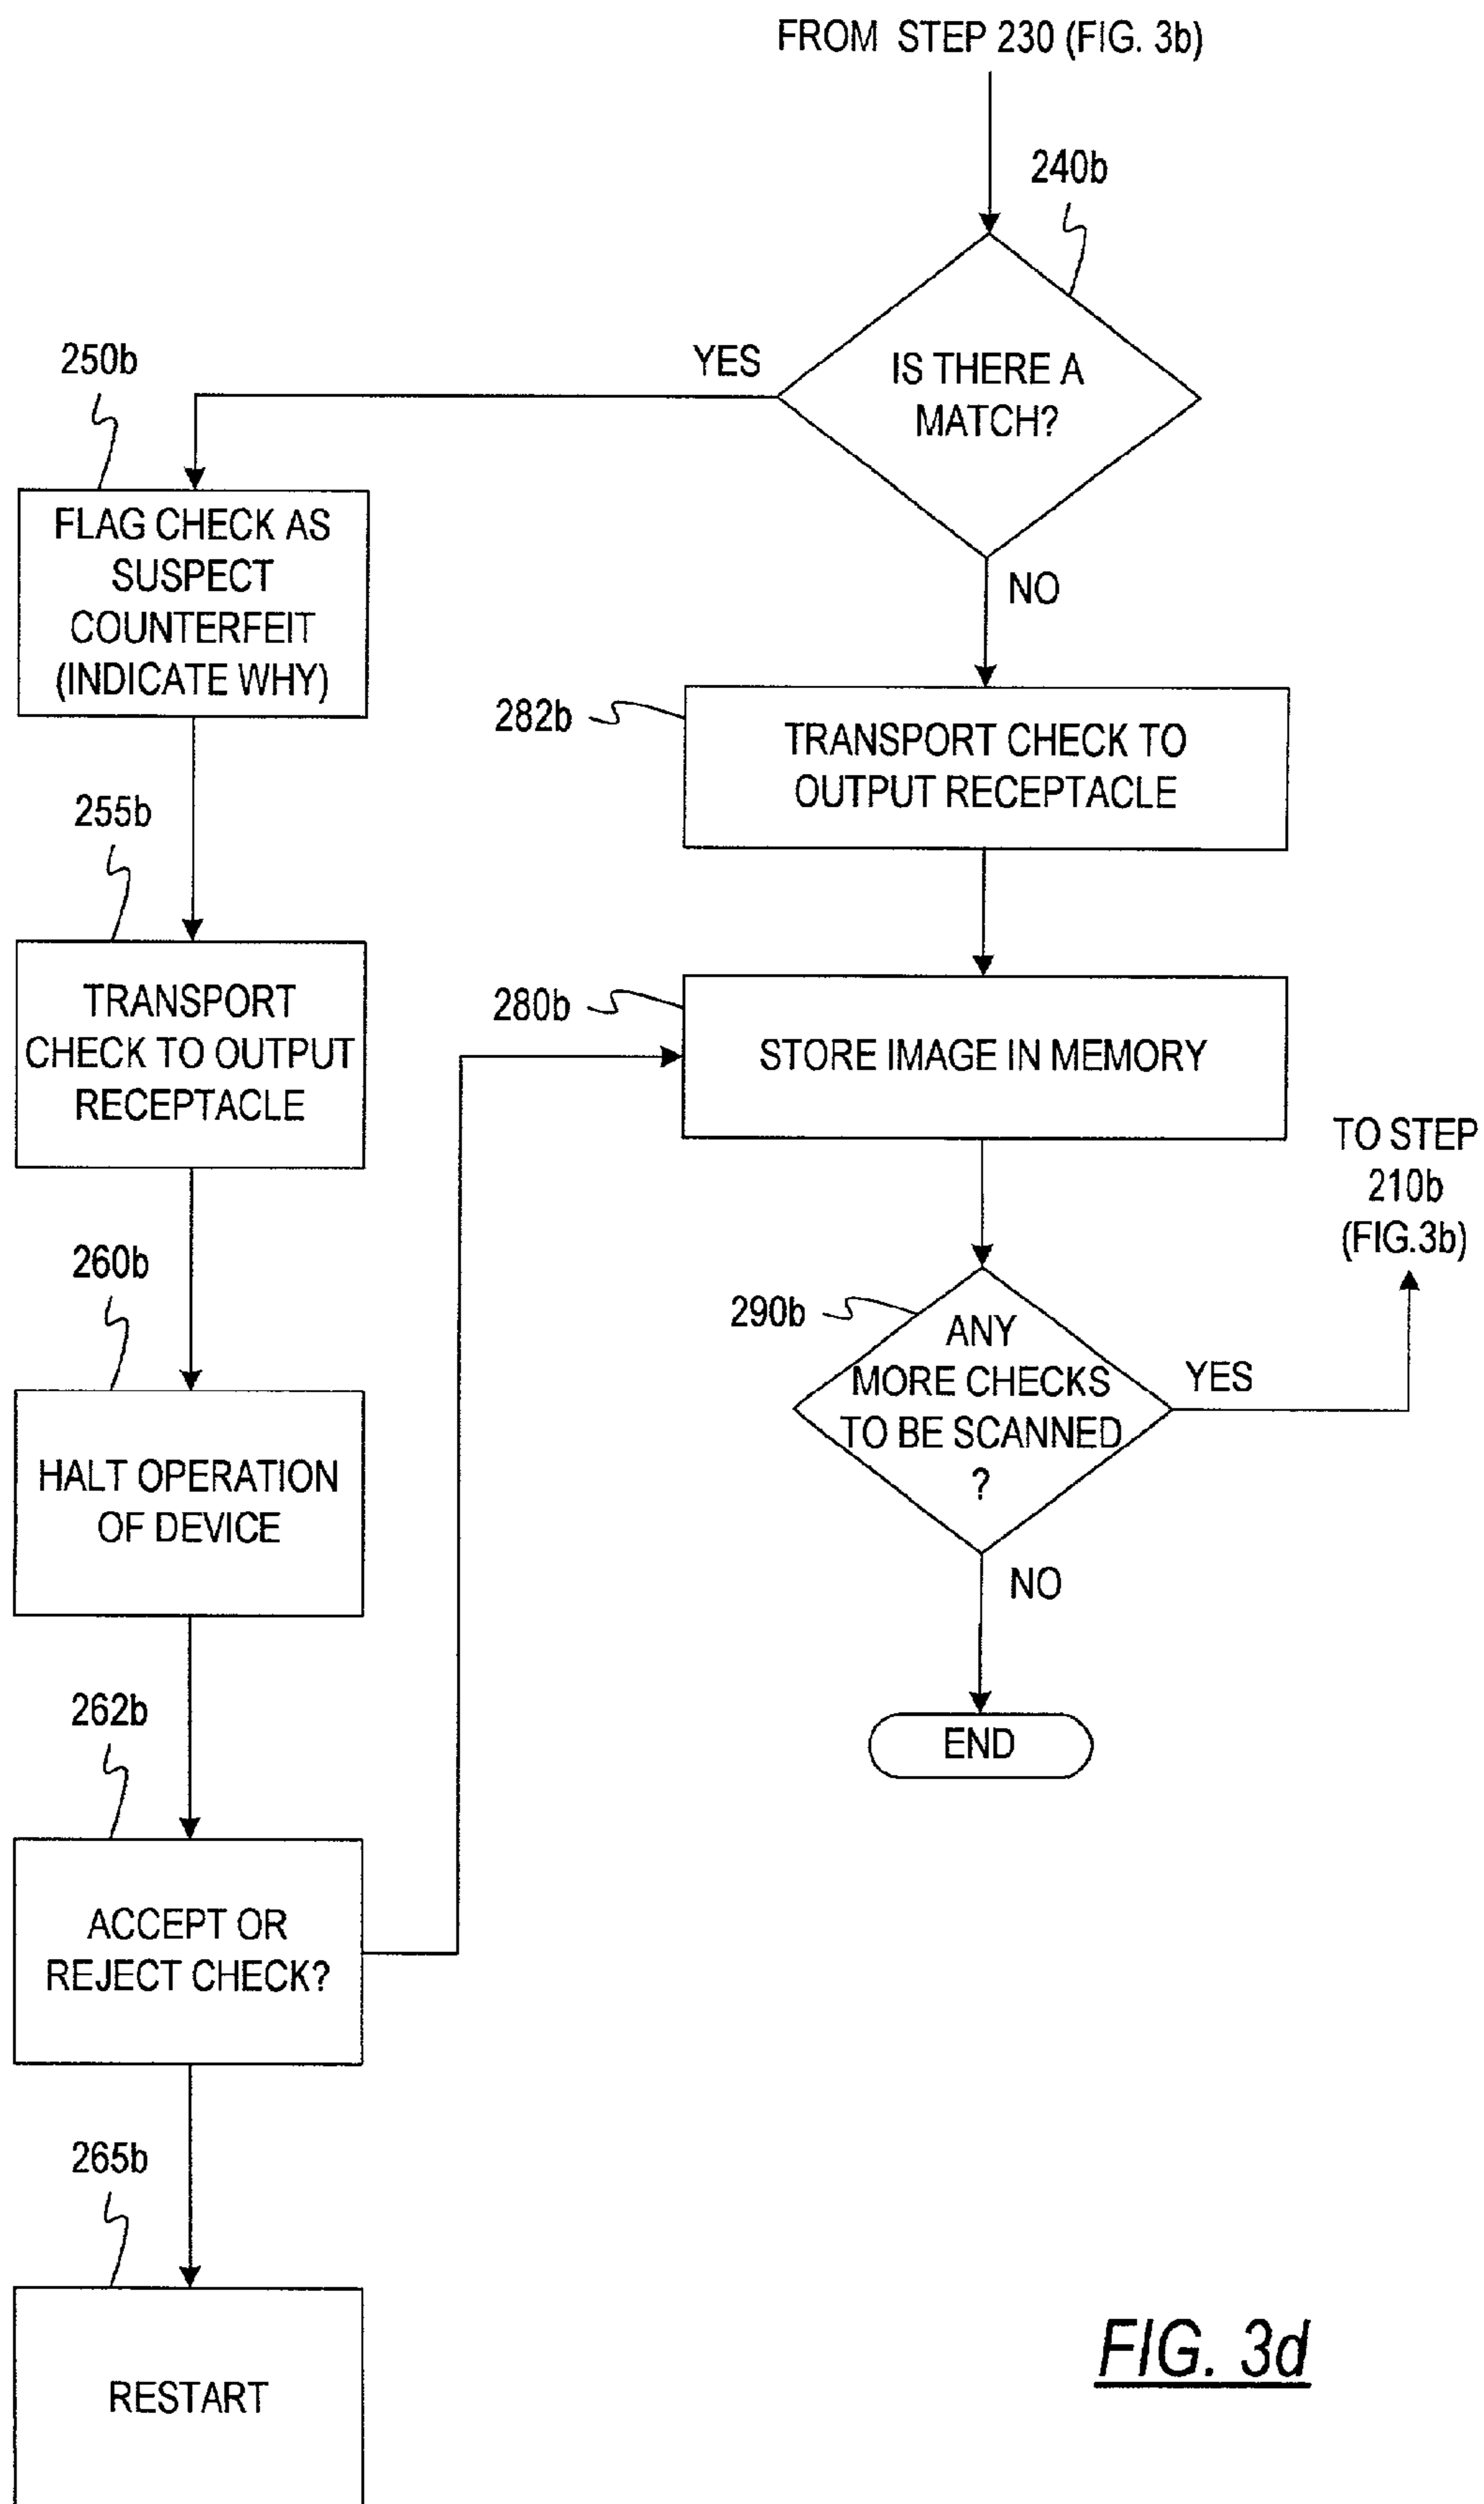 FROM STEP 230 (FIG. 3b)
240b
IS THERE A
MATCH?
YES
NO
250b
FLAG CHECK AS
SUSPECT
COUNTERFEIT
(INDICATE WHY)
282b
TRANSPORT CHECK TO
OUTPUT RECEPTACLE
255b
TRANSPORT
CHECK TO OUTPUT
RECEPTACLE
280b
STORE IMAGE IN MEMORY
TO STEP
210b
(FIG.3b)
260b
HALT OPERATION
OF DEVICE
290b
ANY
MORE CHECKS
TO BE SCANNED
?
YES
NO
END
262b
ACCEPT OR
REJECT CHECK?
265b
RESTART
FIG. 3d